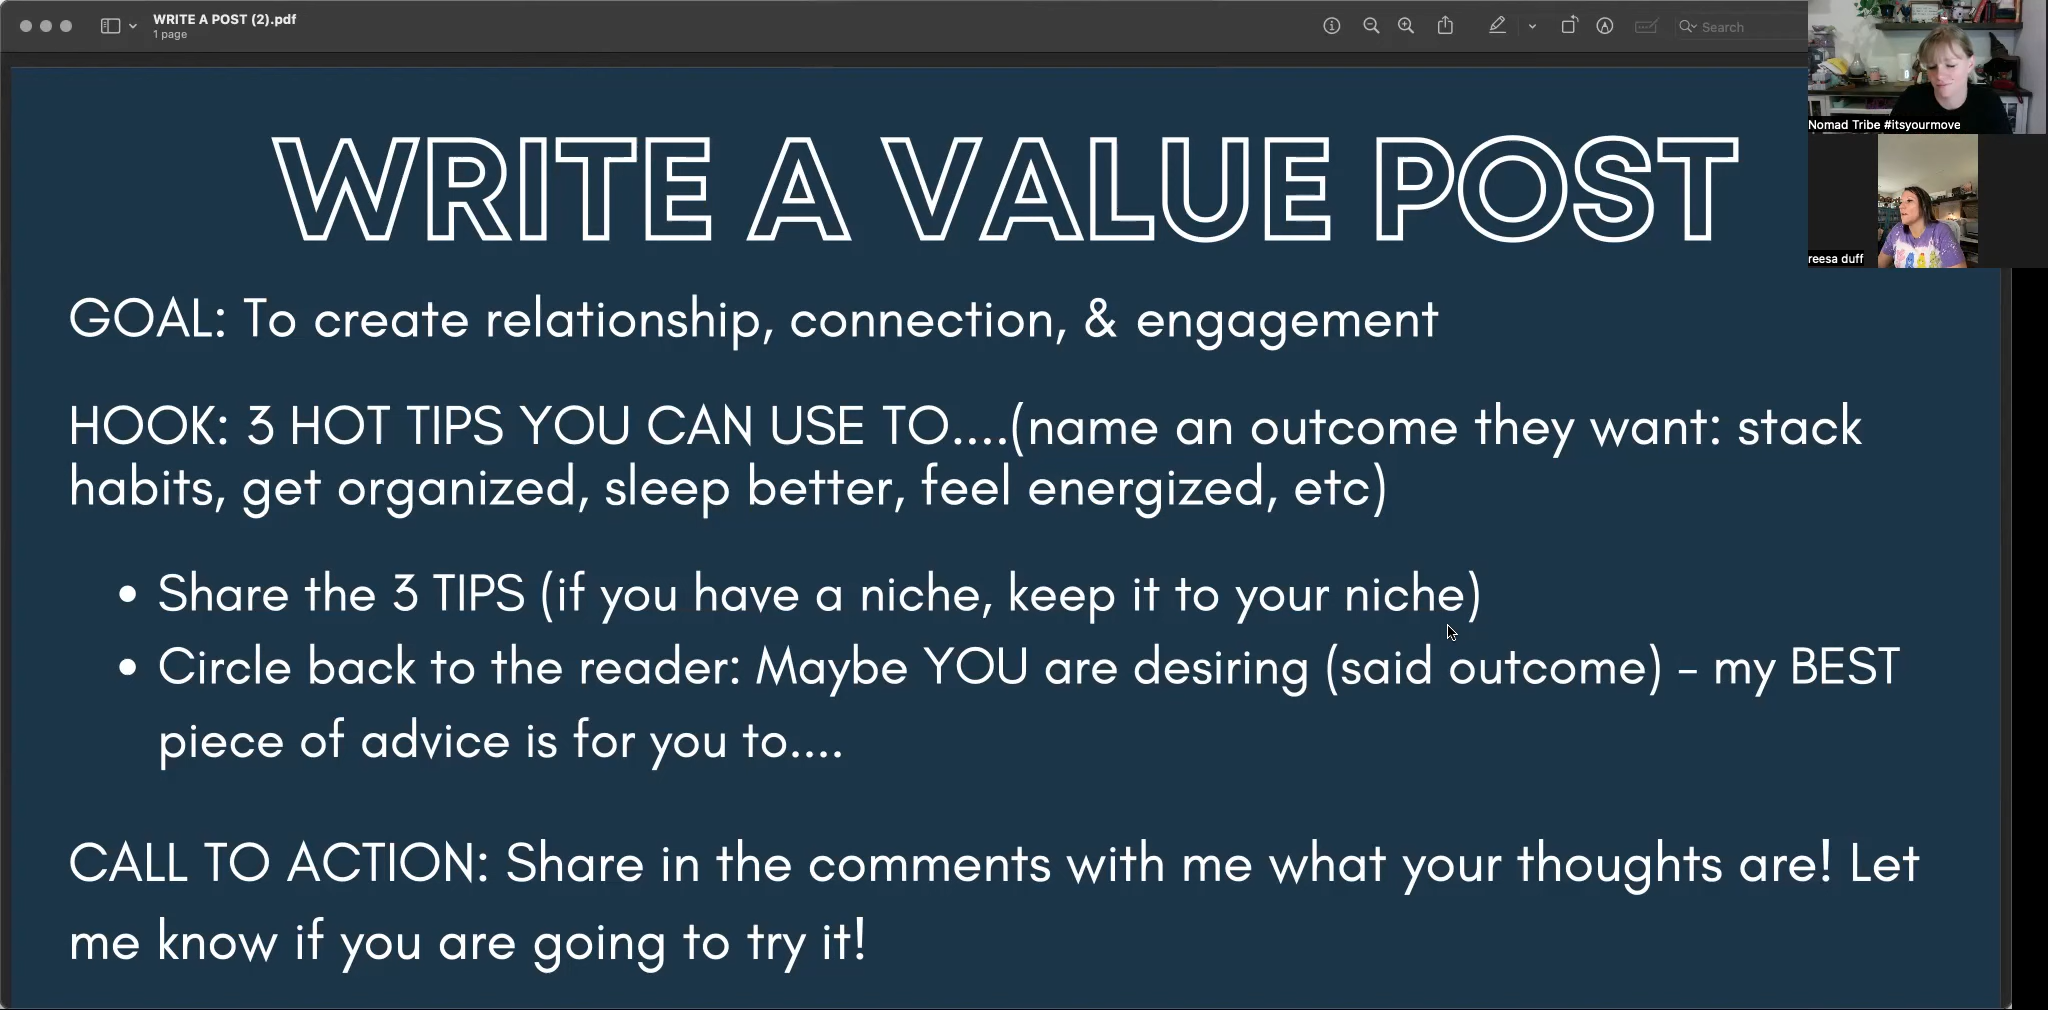 WRITE A POST (2).pdf
1 page
Search
Nomad Tribe #itsyourmove
reesa duff
WRITE A VALUE POST
GOAL: To create relationship, connection, & engagement
HOOK: 3 HOT TIPS YOU CAN USE TO....(name an outcome they want: stack
habits, get organized, sleep better, feel energized, etc)
• Share the 3 TIPS (if you have a niche, keep it to your niche)
• Circle back to the reader: Maybe YOU are desiring (said outcome) - my BEST
piece of advice is for you to....
CALL TO ACTION: Share in the comments with me what your thoughts are! Let
me know if you are going to try it!